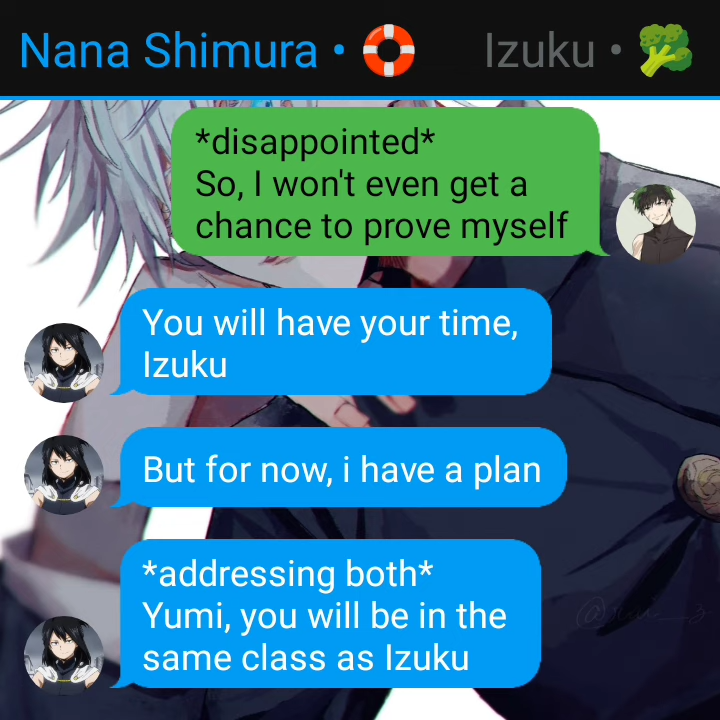 Nana Shimura • 🛟 Izuku • 🥦
*disappointed*
So, I won't even get a
chance to prove myself
You will have your time,
Izuku
But for now, i have a plan
*addressing both*
Yumi, you will be in the
same class as Izuku